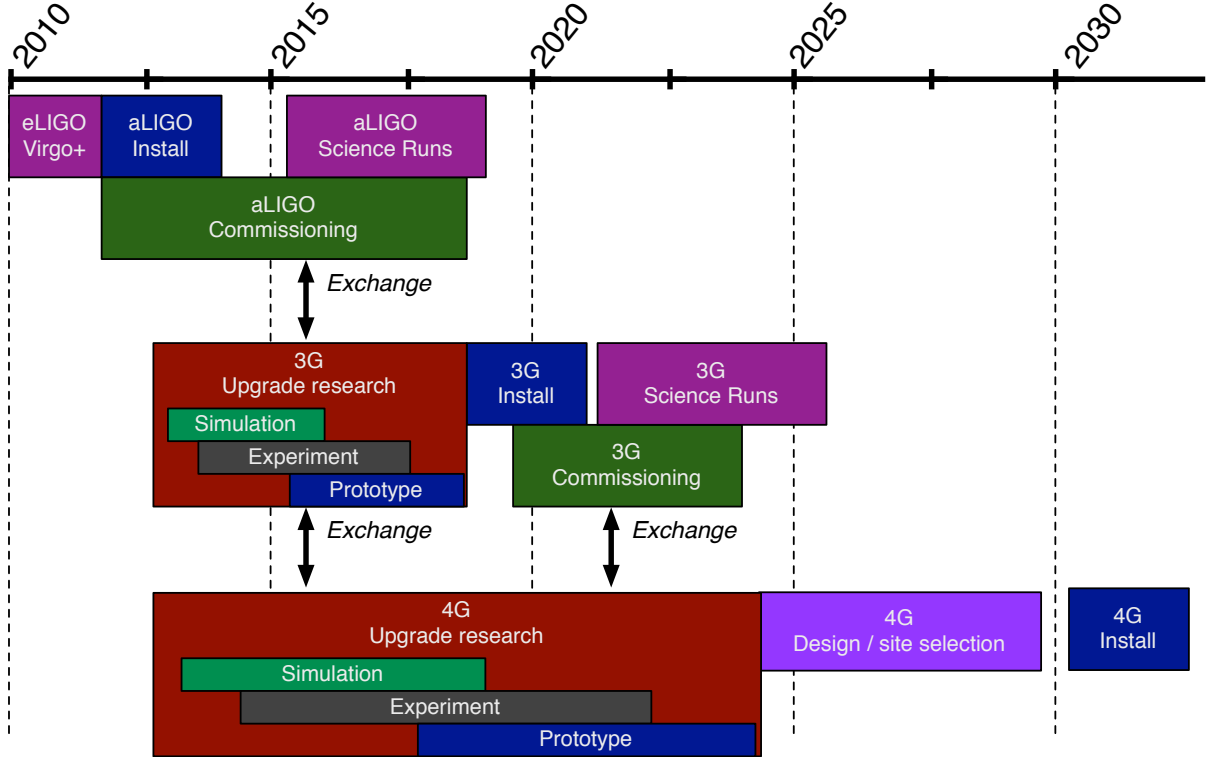 2010
2015
2020
2025
2030
eLIGO
Virgo+
aLIGO
Install
aLIGO
Science Runs
aLIGO
Commissioning
Exchange
3G
Upgrade research
Simulation
Experiment
Prototype
3G
Install
3G
Science Runs
3G
Commissioning
Exchange
Exchange
4G
Upgrade research
Simulation
Experiment
Prototype
4G
Design / site selection
4G
Install